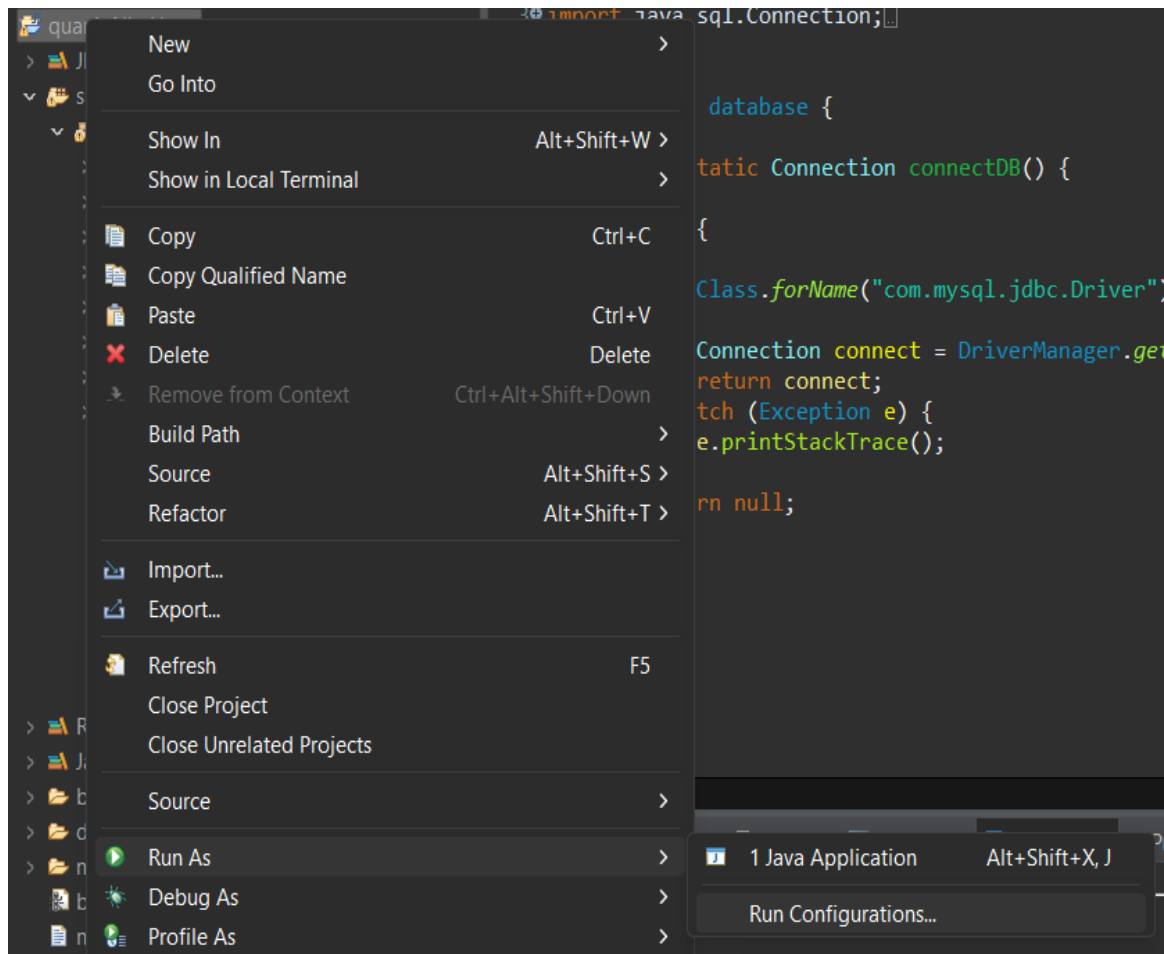 import java.sql.Connection;
database {
tatic Connection connectDB() {
{
Class.forName("com.mysql.jdbc.Driver")
Connection connect = DriverManager.get
return connect;
tch (Exception e) {
e.printStackTrace();
rn null;
New
Go Into
Show In Alt+Shift+W
Show in Local Terminal
Copy Ctrl+C
Copy Qualified Name
Paste Ctrl+V
Delete Delete
Remove from Context Ctrl+Alt+Shift+Down
Build Path
Source Alt+Shift+S
Refactor Alt+Shift+T
Import...
Export...
Refresh F5
Close Project
Close Unrelated Projects
Source
Run As
Debug As
Profile As
1 Java Application Alt+Shift+X, J
Run Configurations...